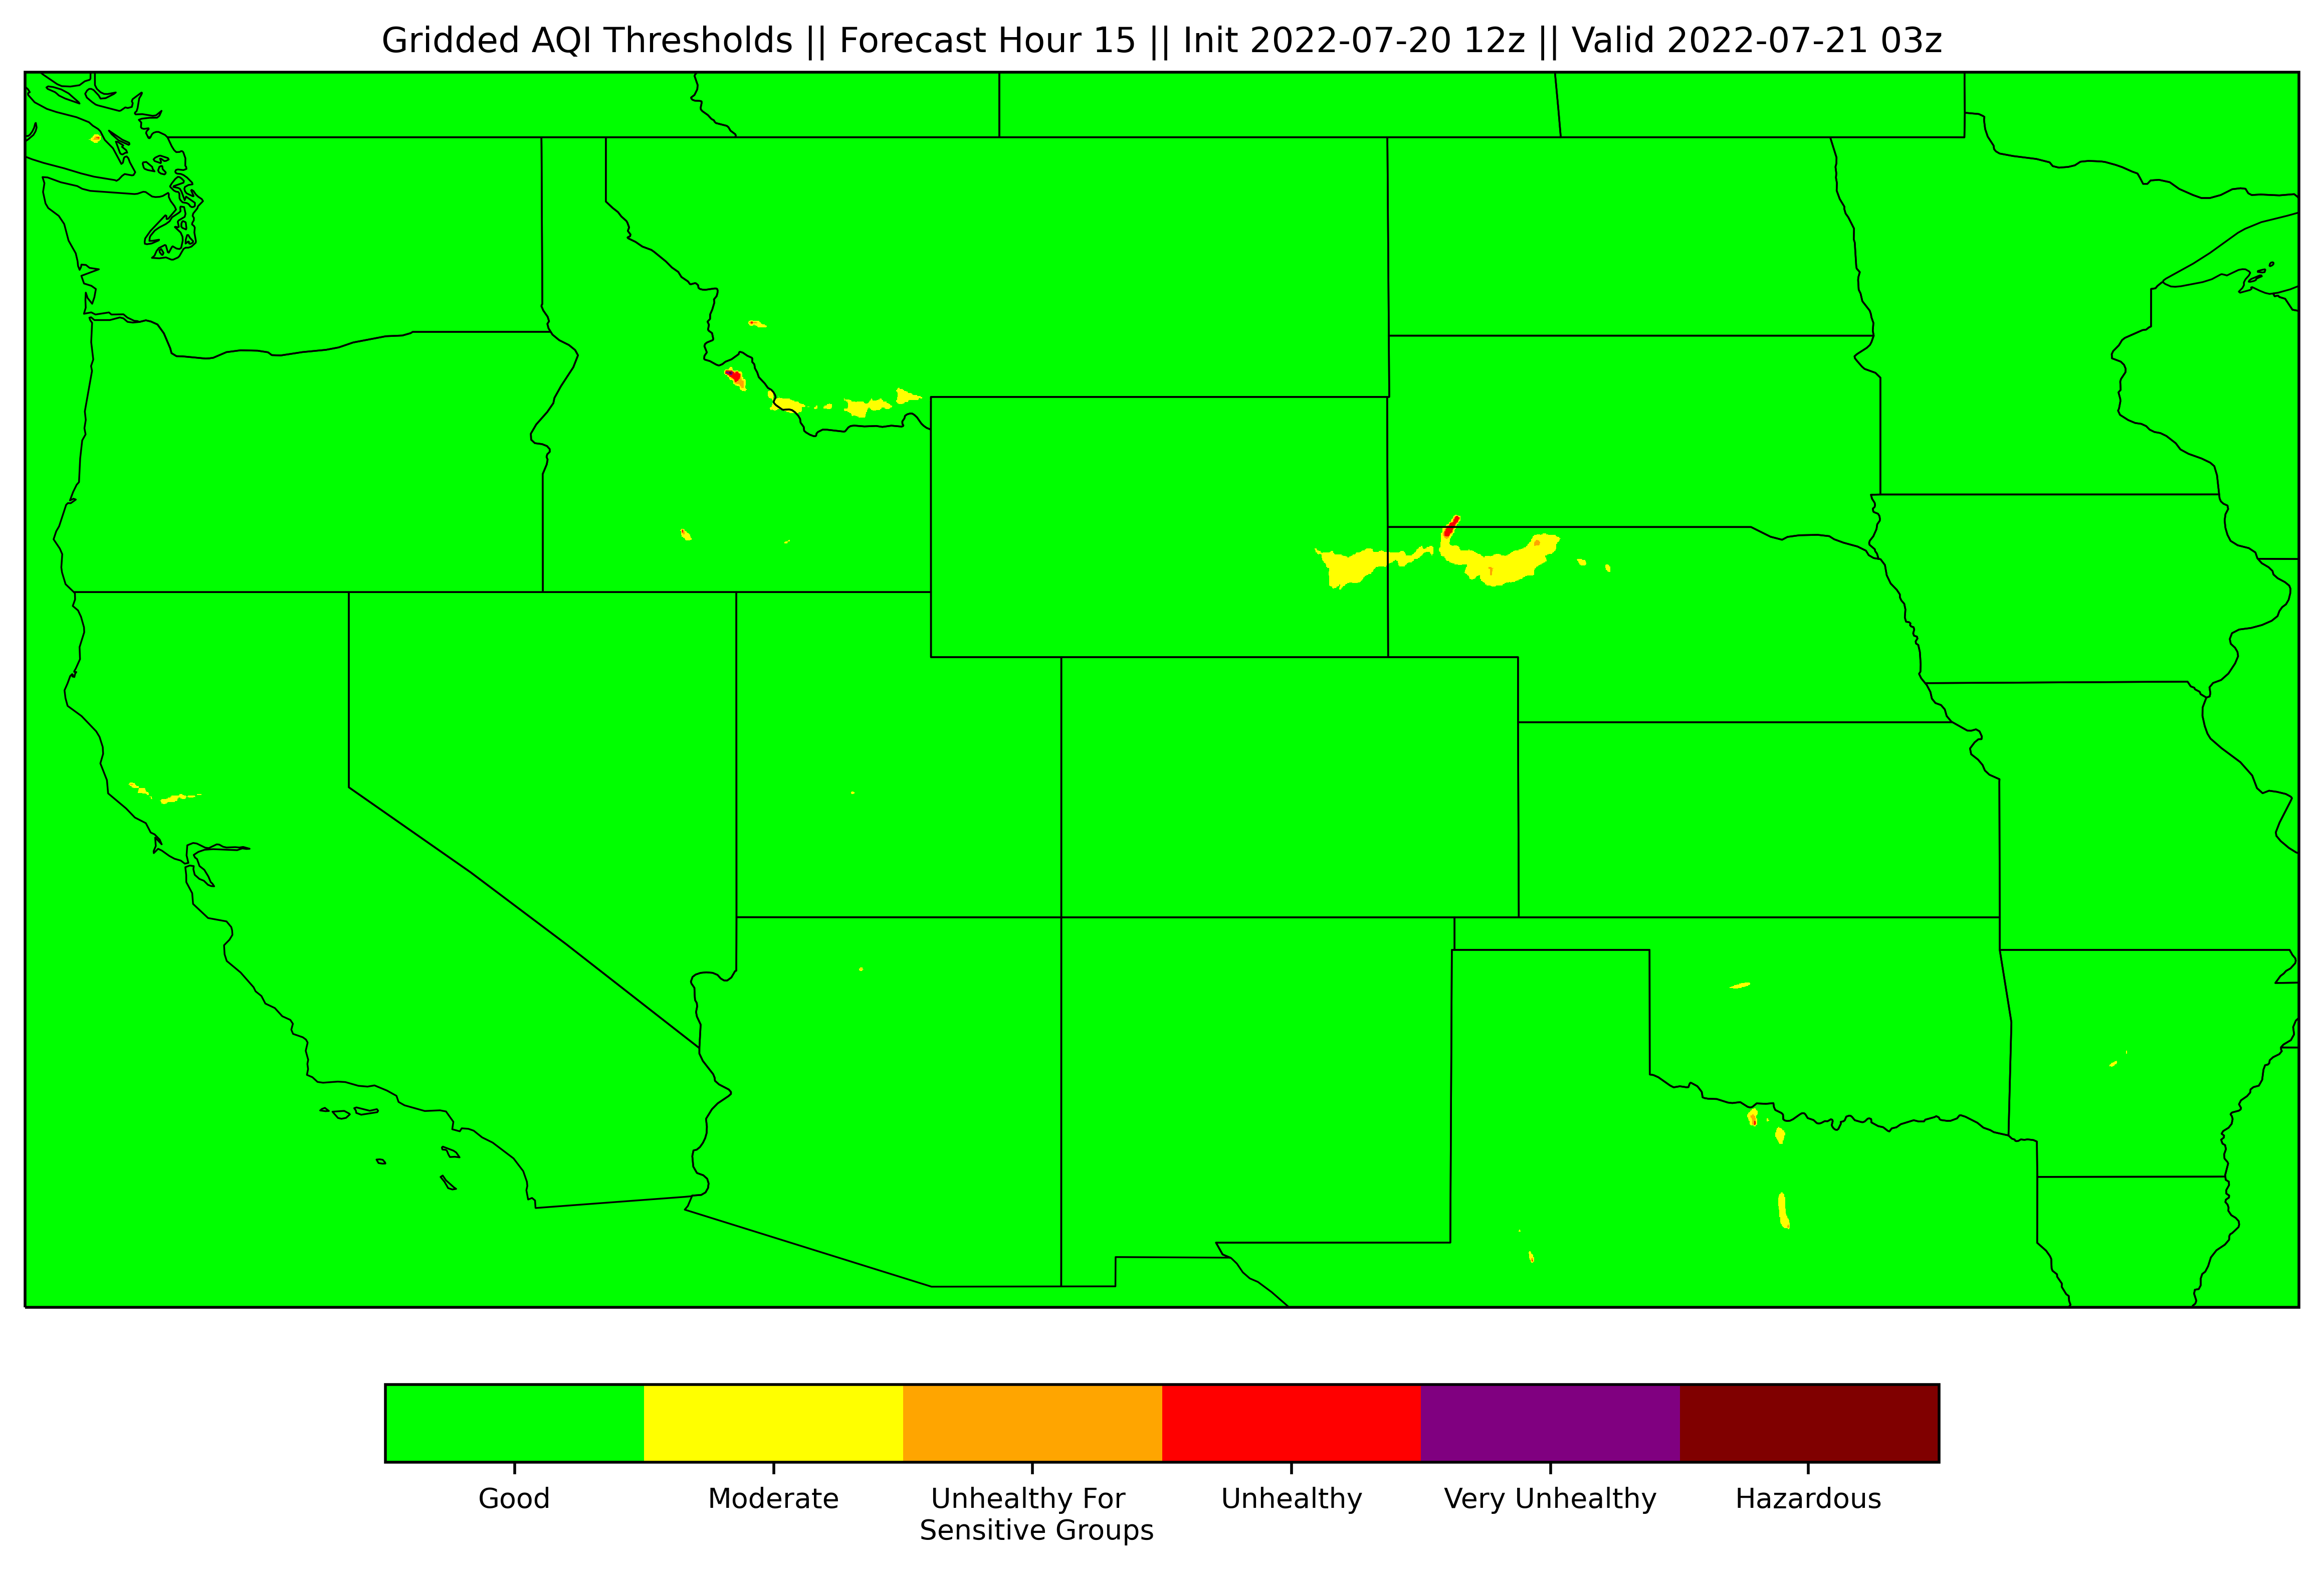 Gridded AQI Thresholds || Forecast Hour 15 || Init 2022-07-20 12z || Valid 2022-07-21 03z
Good
Moderate
Unhealthy For
Sensitive Groups
Unhealthy
Very Unhealthy
Hazardous